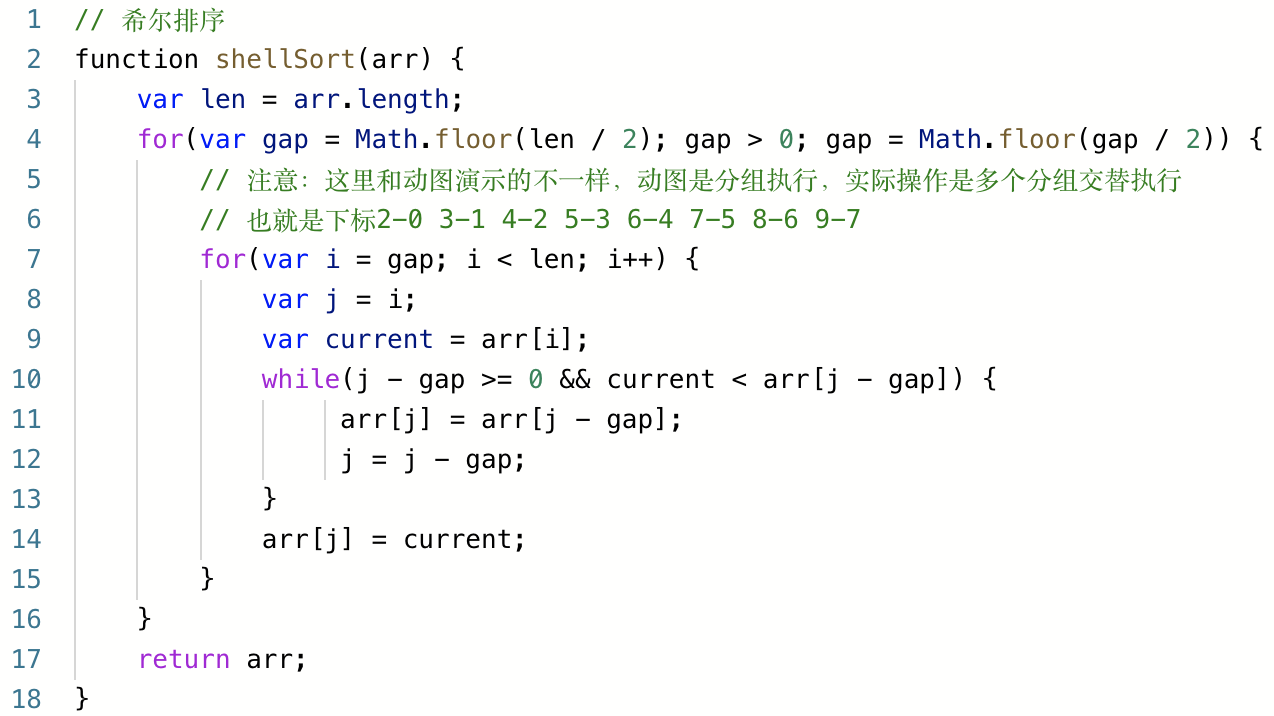 1 // 希尔排序
2 function shellSort(arr) {
3     var len = arr.length;
4     for(var gap = Math.floor(len / 2); gap > 0; gap = Math.floor(gap / 2)) {
5         // 注意：这里和动图演示的不一样，动图是分组执行，实际操作是多个分组交替执行
6         // 也就是下标2-0 3-1 4-2 5-3 6-4 7-5 8-6 9-7
7         for(var i = gap; i < len; i++) {
8             var j = i;
9             var current = arr[i];
10             while(j - gap >= 0 && current < arr[j - gap]) {
11                  arr[j] = arr[j - gap];
12                  j = j - gap;
13             }
14             arr[j] = current;
15         }
16     }
17     return arr;
18 }